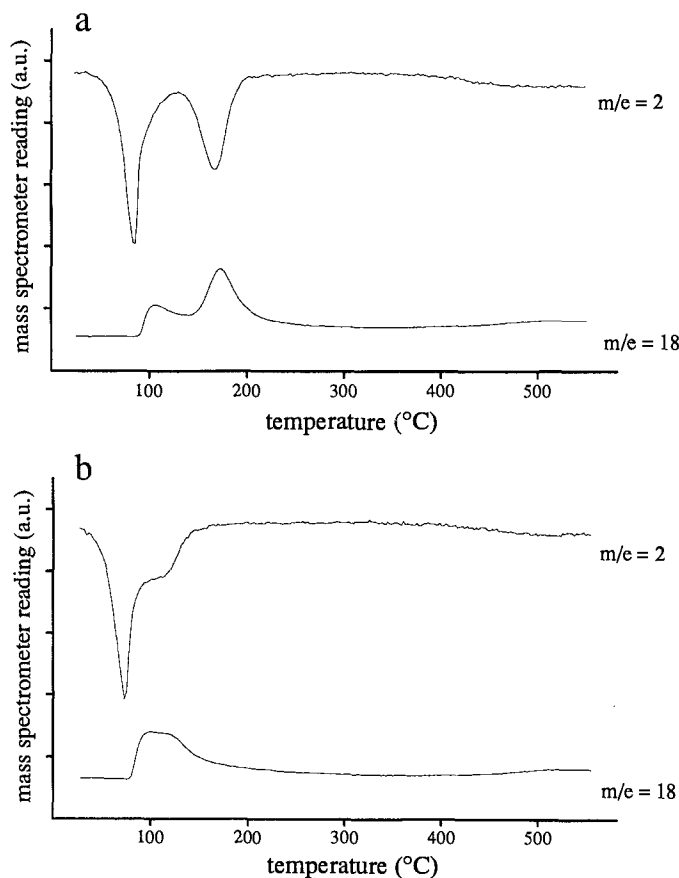 a
mass spectrometer reading (a.u.)
m/e = 2
m/e = 18
100 200 300 400 500
temperature (°C)
b
mass spectrometer reading (a.u.)
m/e = 2
m/e = 18
100 200 300 400 500
temperature (°C)